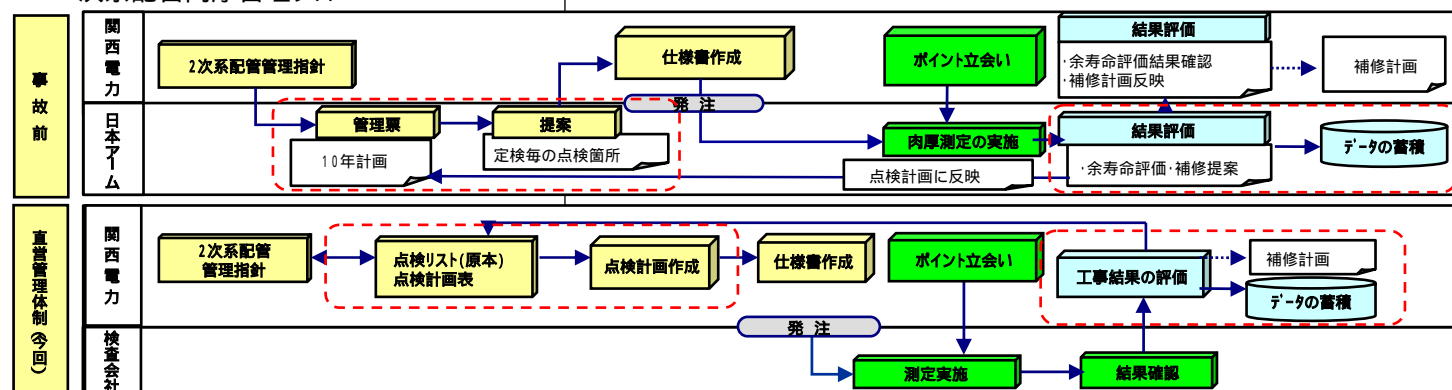 事故前
関西電力
2次系配管管理指針
仕様書作成
ポイント立会い
結果評価
・余寿命評価結果確認
・補修計画反映
補修計画
発注
日本アーム
管理票
10年計画
提案
定検毎の点検箇所
肉厚測定の実施
点検計画に反映
結果評価
・余寿命評価・補修提案
データの蓄積
直営管理体制(今回)
関西電力
2次系配管
管理指針
点検リスト(原本)
点検計画表
点検計画作成
仕様書作成
ポイント立会い
工事結果の評価
補修計画
データの蓄積
発注
検査会社
測定実施
結果確認